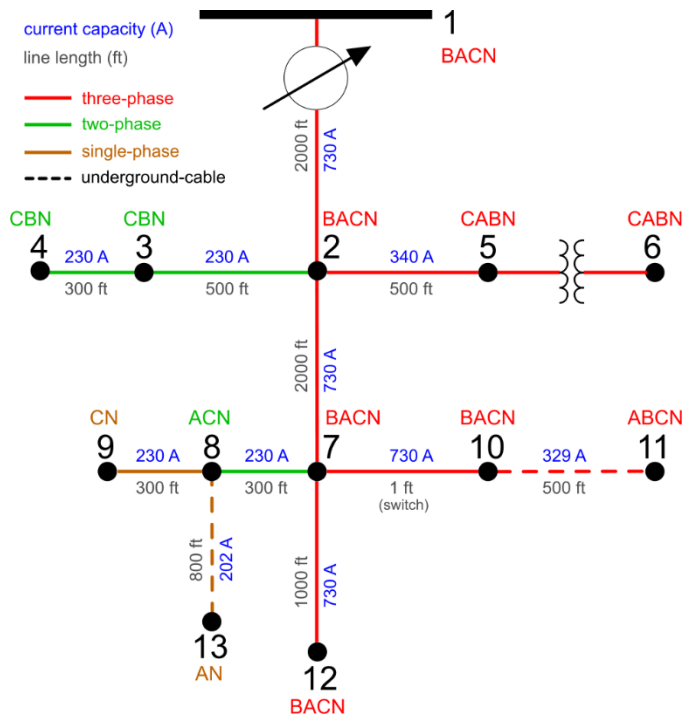 current capacity (A)
line length (ft)
1
BACN
three-phase
two-phase
single-phase
underground-cable
2000 ft
730 A
CBN
CBN
BACN
CABN
CABN
4
3
2
5
6
230 A
230 A
340 A
300 ft
500 ft
500 ft
2000 ft
730 A
CN
ACN
BACN
BACN
ABCN
9
8
7
10
11
230 A
230 A
730 A
329 A
300 ft
300 ft
1 ft
(switch)
500 ft
800 ft
202 A
1000 ft
730 A
13
AN
12
BACN